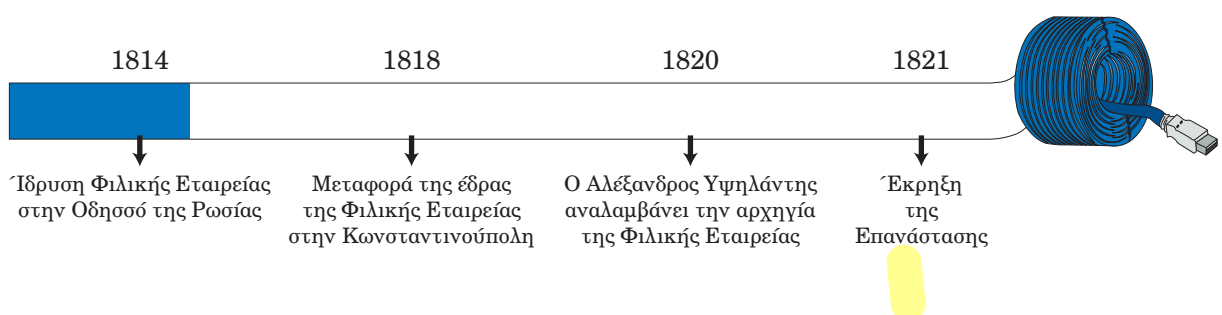 1814
1818
1820
1821
Ίδρυση Φιλικής Εταιρείας
στην Οδησσό της Ρωσίας
Μεταφορά της έδρας
της Φιλικής Εταιρείας
στην Κωνσταντινούπολη
Ο Αλέξανδρος Υψηλάντης
αναλαμβάνει την αρχηγία
της Φιλικής Εταιρείας
Έκρηξη
της
Επανάστασης